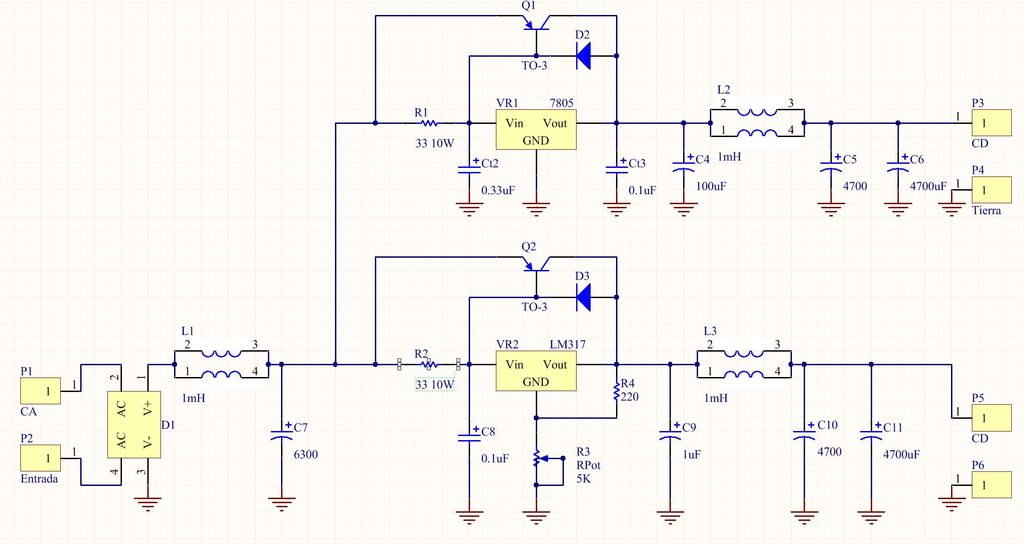 Q1
D2
TO-3
R1
33 10W
VR1 7805
Vin Vout
GND
Ct2
0.33uF
Ct3
0.1uF
C4
100uF
L2
2 3
1 4
1mH
C5
4700
C6
4700uF
P3
1 1
CD
P4
1 1
Tierra
Q2
D3
TO-3
R2
33 10W
VR2 LM317
Vin Vout
GND
R4
220
L1
2 3
1 4
1mH
L3
2 3
1 4
1mH
P1
1 1
CA
P2
1 1
Entrada
2 1
AC V+
AC V-
4 3
D1
C7
6300
C8
0.1uF
R3
RPot
5K
C9
1uF
C10
4700
C11
4700uF
P5
1 1
CD
P6
1 1